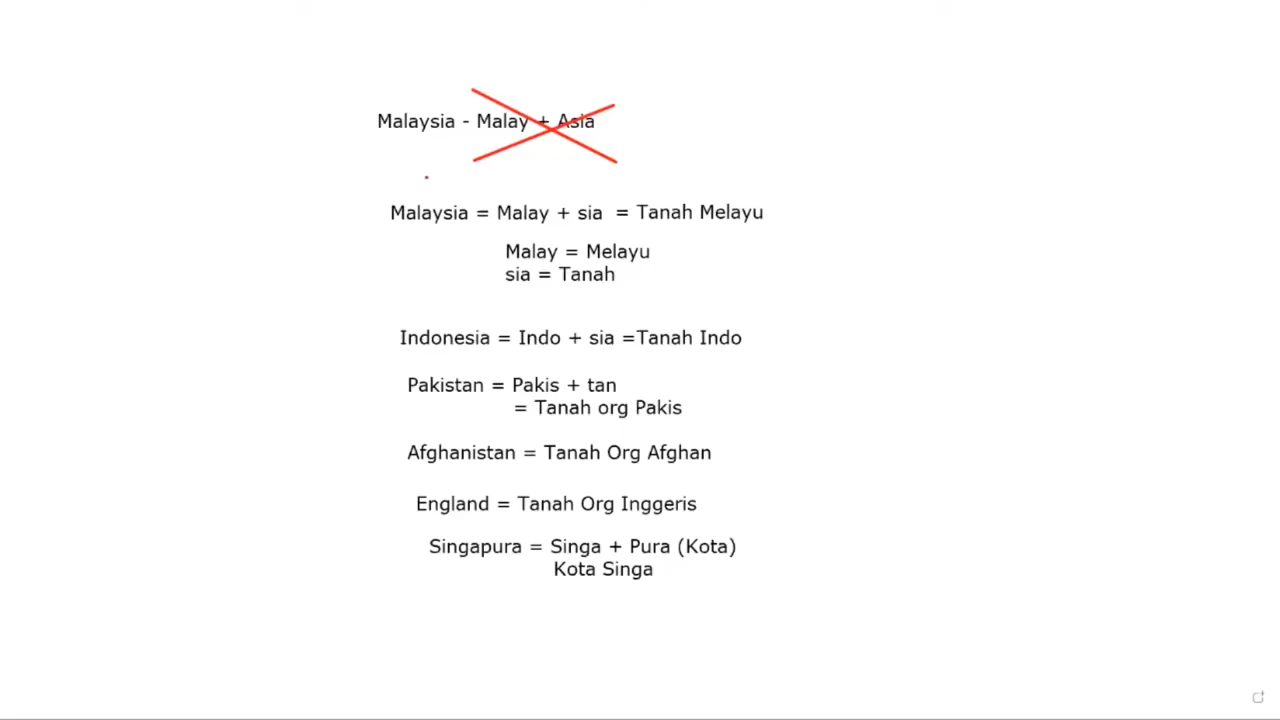 Malaysia - Malay + Asia
Malaysia = Malay + sia = Tanah Melayu
Malay = Melayu
sia = Tanah
Indonesia = Indo + sia =Tanah Indo
Pakistan = Pakis + tan
= Tanah org Pakis
Afghanistan = Tanah Org Afghan
England = Tanah Org Inggeris
Singapura = Singa + Pura (Kota)
Kota Singa